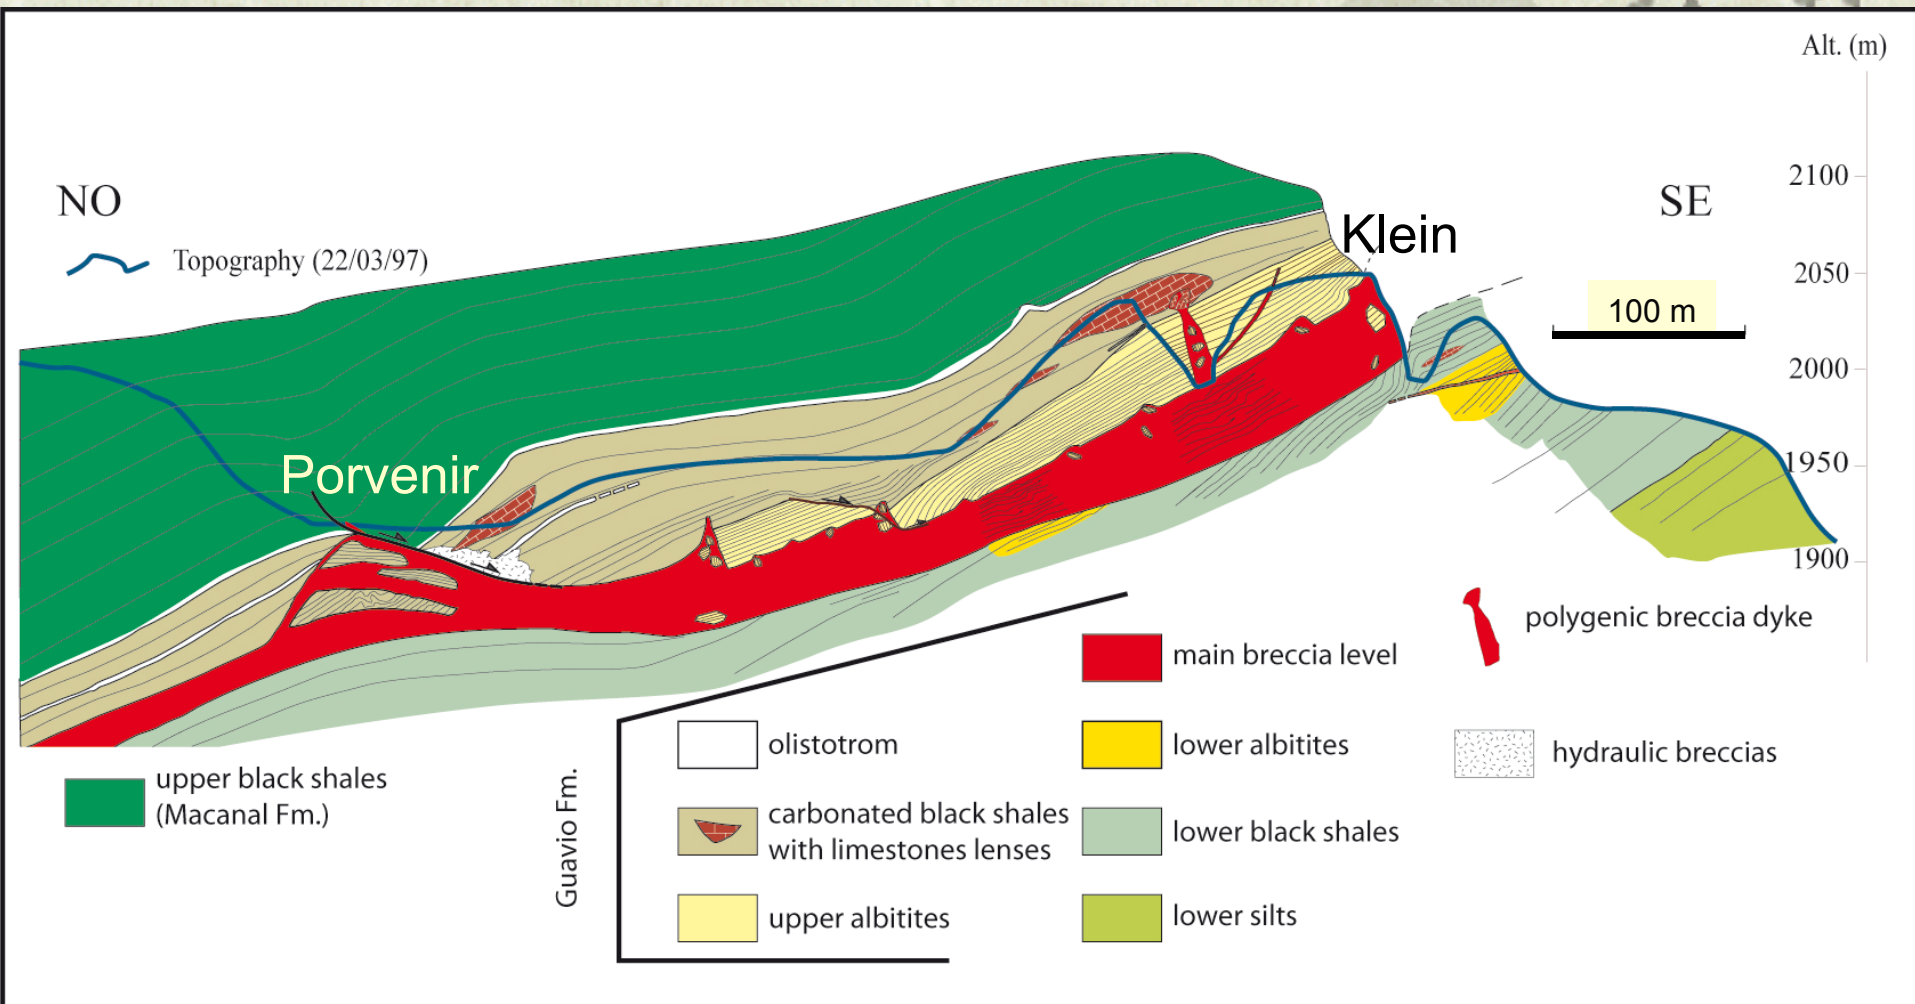 Alt. (m)
2100
NO
SE
Klein
Topography (22/03/97)
2050
100 m
2000
Porvenir
1950
1900
polygenic breccia dyke
main breccia level
olistotrom
lower albitites
hydraulic breccias
upper black shales
(Macanal Fm.)
Guavio Fm.
carbonated black shales
with limestones lenses
lower black shales
upper albitites
lower silts